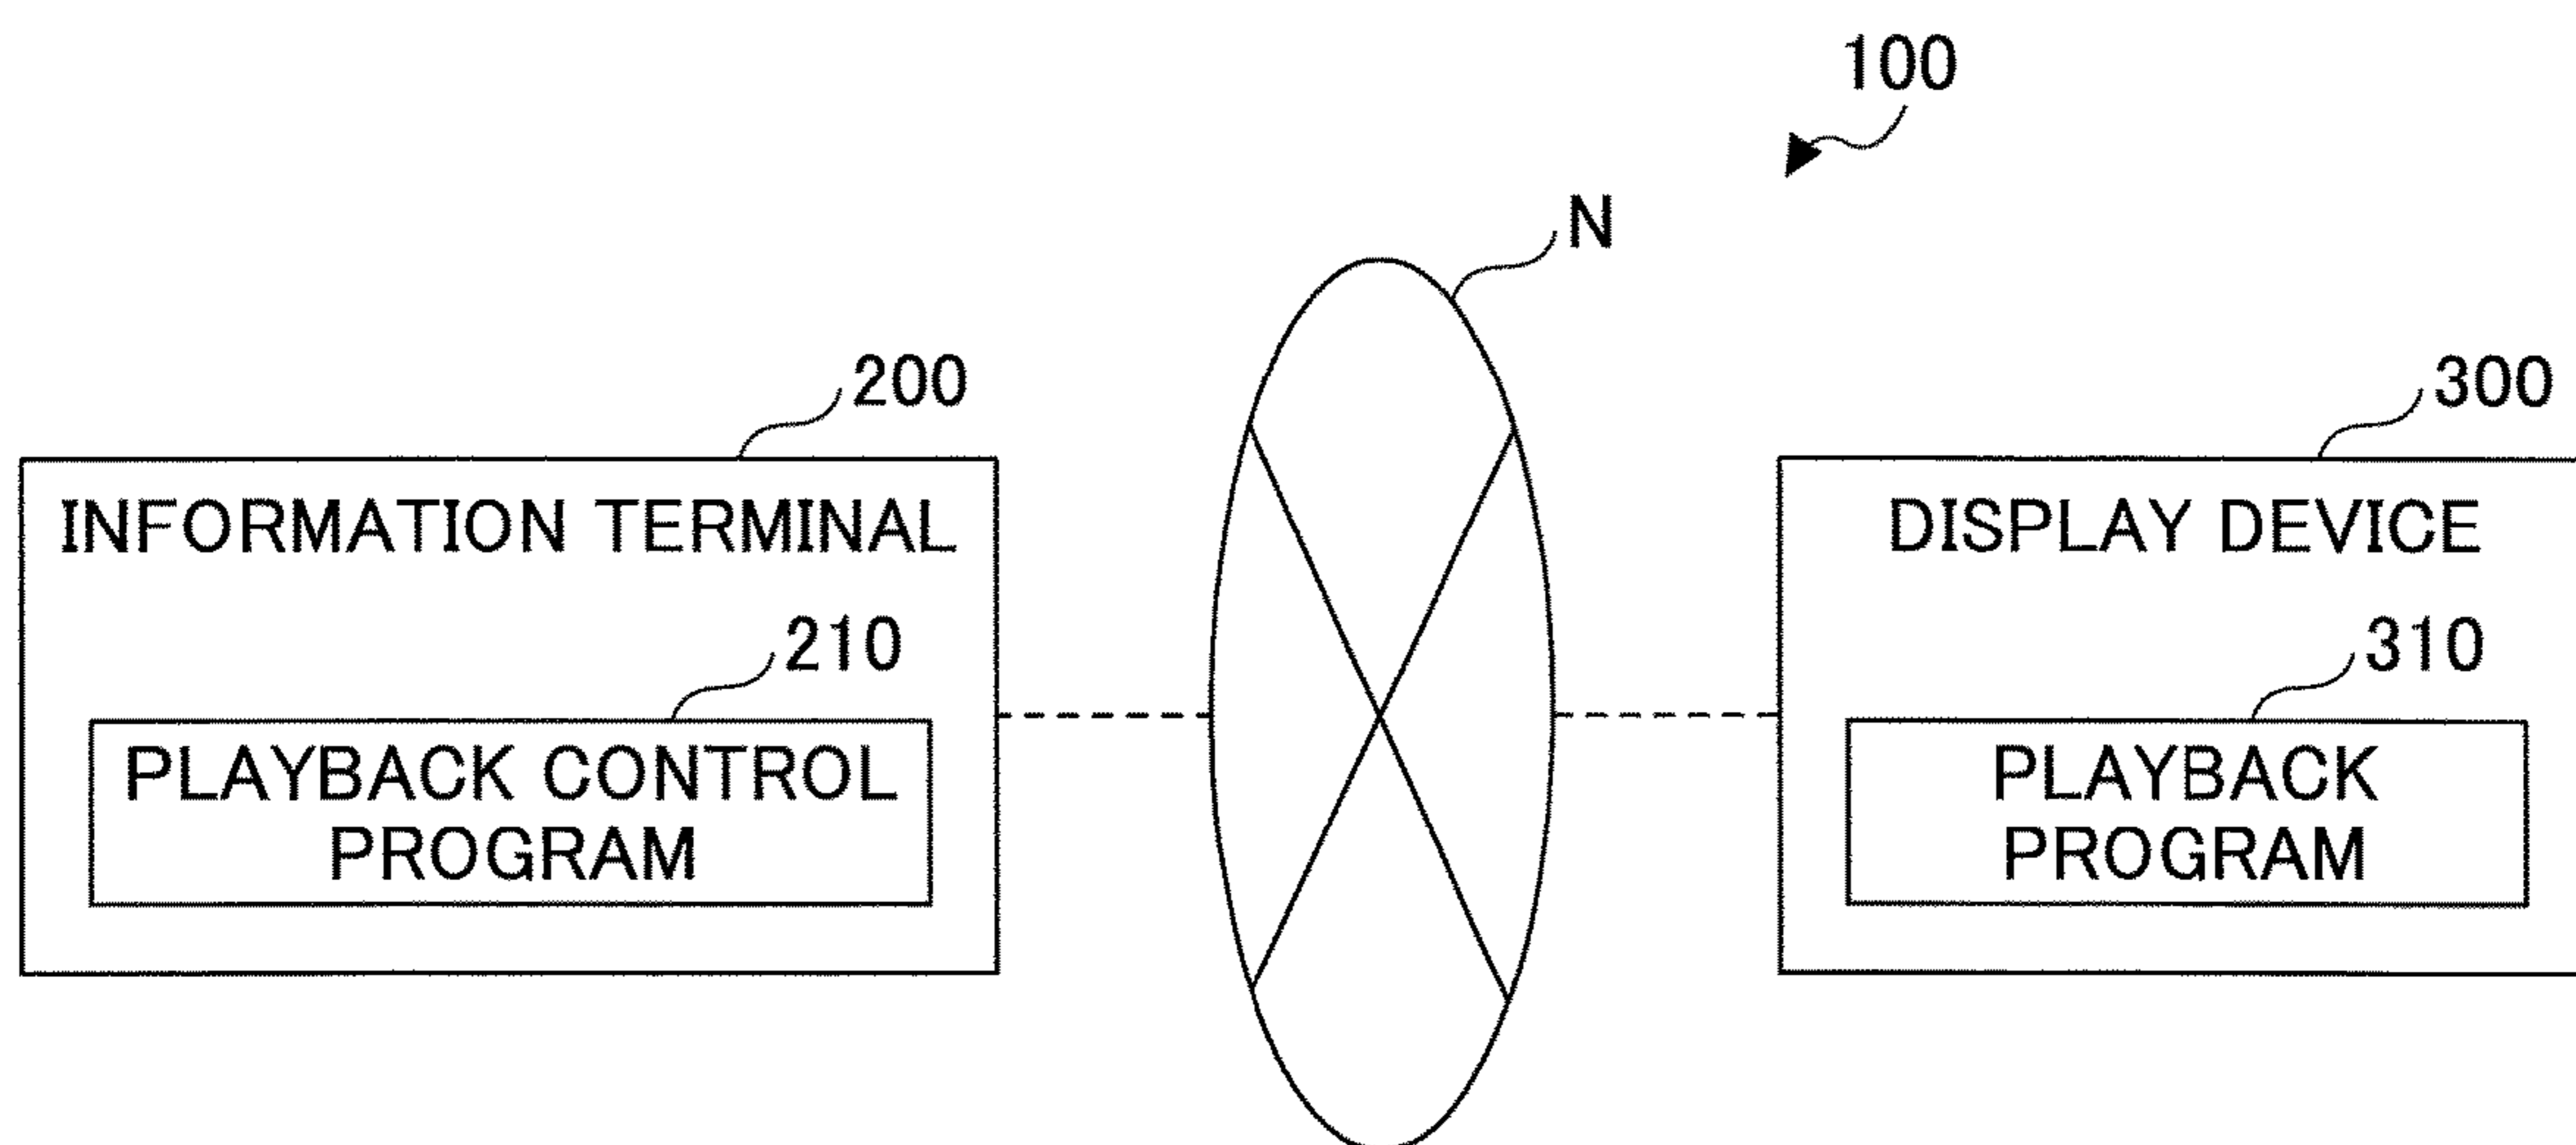 100
N
200
300
INFORMATION TERMINAL
DISPLAY DEVICE
210
310
PLAYBACK CONTROL
PROGRAM
PLAYBACK
PROGRAM